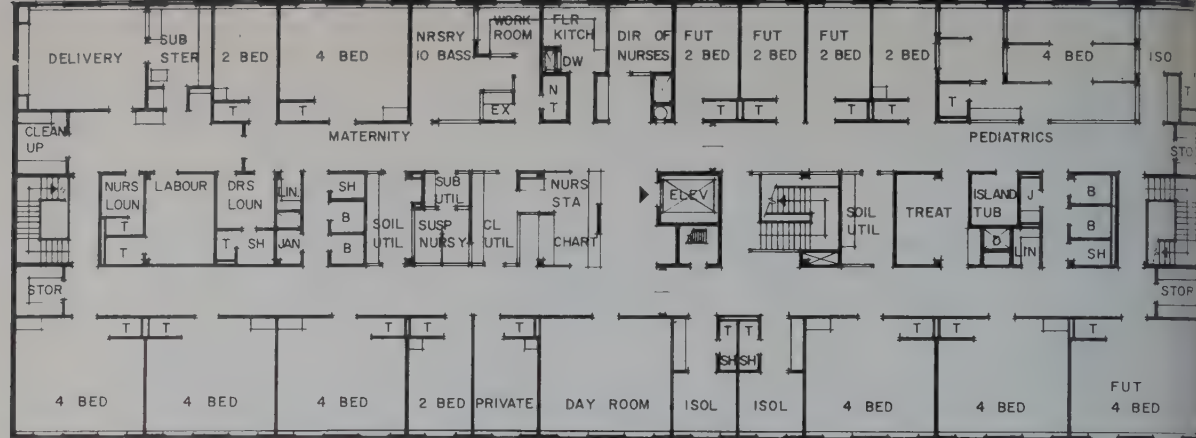 DELIVERY
SUB
STER
2 BED
T
4 BED
T
NRSRY
10 BASS
WORK
ROOM
EX
FLR
KITCH
DW
N
T
DIR OF
NURSES
FUT
2 BED
T
FUT
2 BED
T
FUT
2 BED
T
2 BED
T
T
4 BED
ISO
T
CLEAN
UP
MATERNITY
PEDIATRICS
STO
NURS
LOUN
T
T
LABOUR
DRS
LOUN
T
SH
LIN.
JAN
SH
B
B
SOIL
UTIL
SUB
UTIL
SUSP
NURSY
CL
UTIL
NURS
STA
CHART
ELEV
SOIL
UTIL
TREAT
ISLAND
TUB
J
LIN
B
B
SH
STOR
STOR
T
T
T
T
T
T
T
T
T
T
SH
SH
4 BED
4 BED
4 BED
2 BED
PRIVATE
DAY ROOM
ISOL
ISOL
4 BED
4 BED
FUT
4 BED